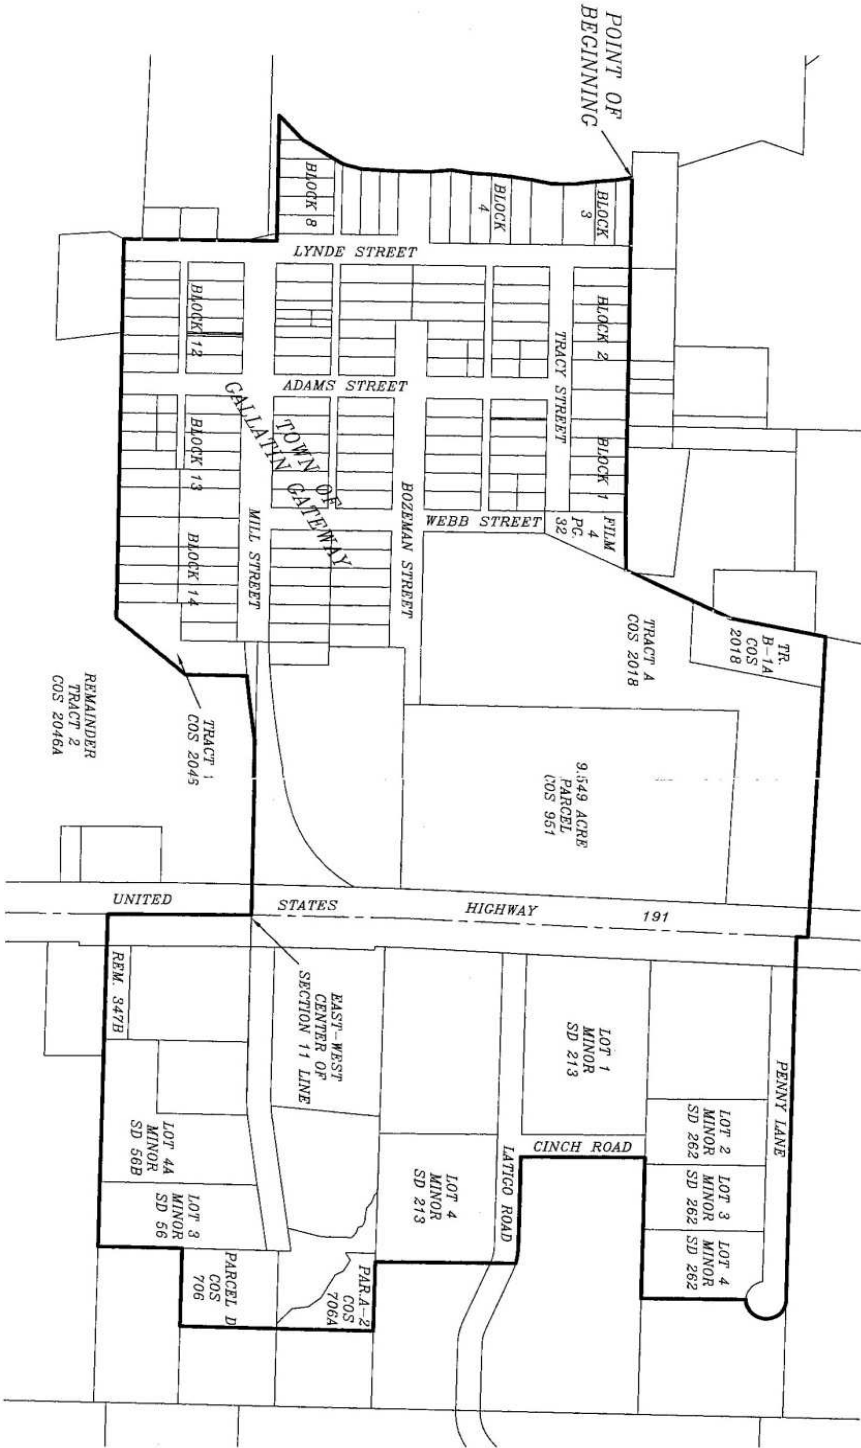 POINT OF
BEGINNING
BLOCK
3
BLOCK
4
BLOCK 8
LYNDE STREET
BLOCK 2
TRACY STREET
BLOCK 12
ADAMS STREET
TOWN OF
GALLATIN GATEWAY
BLOCK 1
BLOCK 13
FILM
4
PG.
32
WEBB STREET
BOZEMAN STREET
MILL STREET
BLOCK 14
TR.
B-1A
COS
2018
TRACT A
COS 2018
TRACT 1
COS 2045
REMAINDER
TRACT 2
COS 2046A
9.549 ACRE
PARCEL
COS 951
UNITED STATES HIGHWAY 191
REM. 347B
EAST-WEST
CENTER OF
SECTION 11 LINE
LOT 1
MINOR
SD 213
PENNY LANE
LOT 2
MINOR
SD 262
CINCH ROAD
LATIGO ROAD
LOT 3
MINOR
SD 262
LOT 4
MINOR
SD 262
LOT 4
MINOR
SD 213
LOT 4A
MINOR
SD 56B
LOT 3
MINOR
SD 56
PAR.A-2
COS
706A
PARCEL D
COS
706